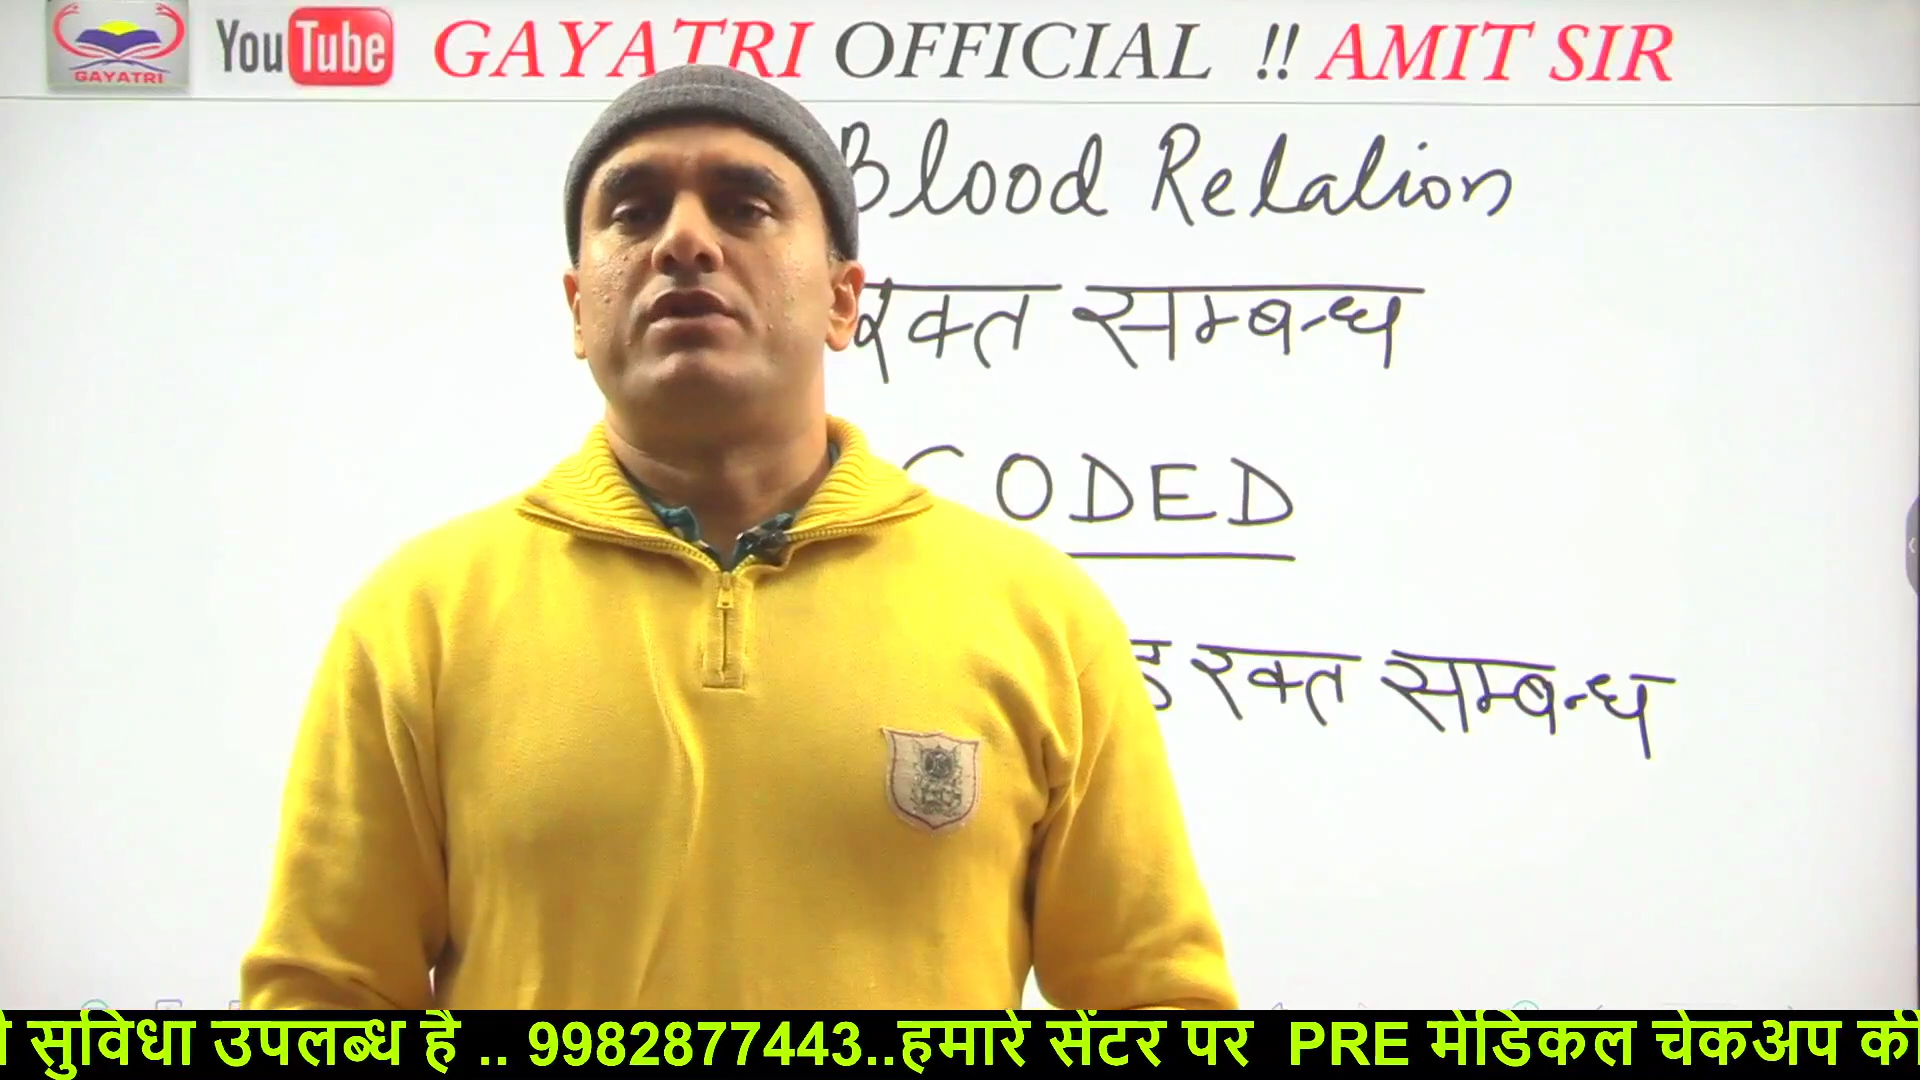 GAYATRI
YouTube
GAYATRI OFFICIAL !! AMIT SIR
Blood Relation
रक्त सम्बन्ध
CODED
रक्त सम्बन्ध
सुविधा उपलब्ध है .. 9982877443..हमारे सेंटर पर PRE मेडिकल चेकअप की